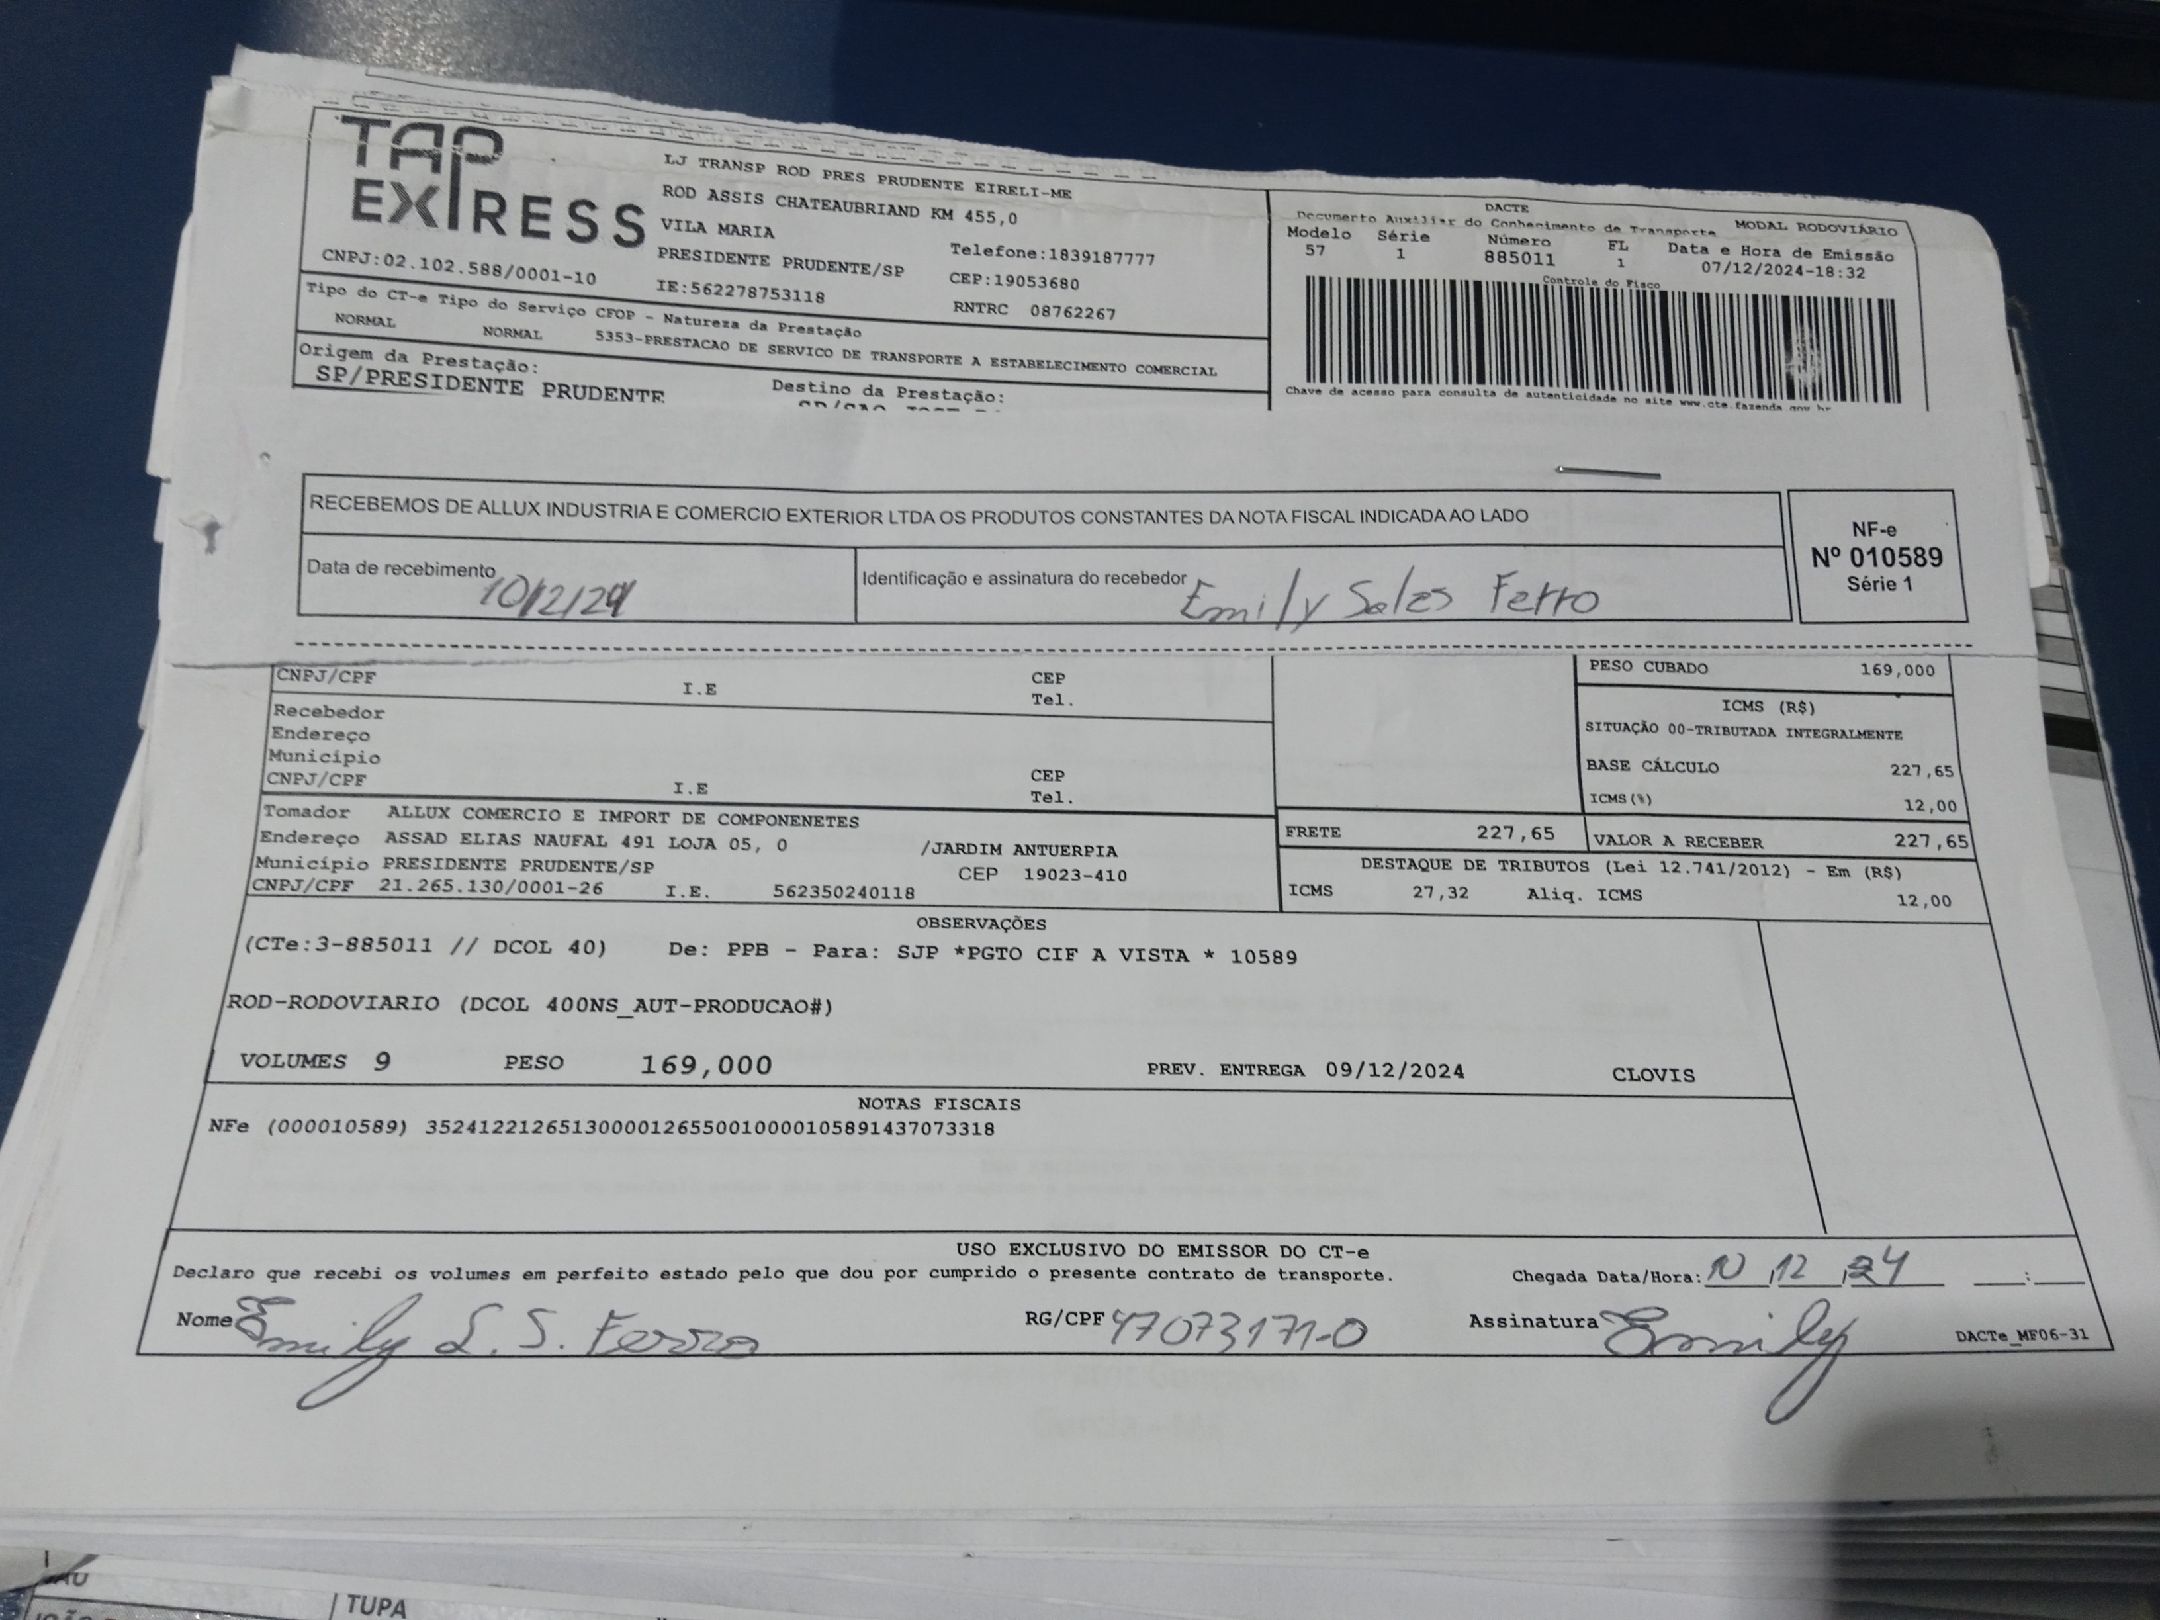 TAP EXPRESS
LJ TRANSP ROD PRES PRUDENTE EIRELI-ME
ROD ASSIS CHATEAUBRIAND KM 455,0
VILA MARIA
PRESIDENTE PRUDENTE/SP Telefone:1839187777
CNPJ:02.102.588/0001-10 IE:562278753118 CEP:19053680
RNTRC 08762267
DACTE
Documento Auxiliar do Conhecimento de Transporte MODAL RODOVIÁRIO
Modelo Série Número FL Data e Hora de Emissão
57 1 885011 1 07/12/2024-18:32
Controle do Fisco
Chave de acesso para consulta de autenticidade no site www.cte.fazenda.gov.br
Tipo do CT-e Tipo do Serviço CFOP - Natureza da Prestação
NORMAL NORMAL 5353-PRESTACAO DE SERVICO DE TRANSPORTE A ESTABELECIMENTO COMERCIAL
Origem da Prestação: Destino da Prestação:
SP/PRESIDENTE PRUDENTE
RECEBEMOS DE ALLUX INDUSTRIA E COMERCIO EXTERIOR LTDA OS PRODUTOS CONSTANTES DA NOTA FISCAL INDICADA AO LADO
NF-e
Nº 010589
Série 1
Data de recebimento 10/12/24 Identificação e assinatura do recebedor Emily Sales Ferro
CNPJ/CPF I.E CEP
Tel.
Recebedor
Endereço
Município
CNPJ/CPF I.E CEP
Tel.
PESO CUBADO 169,000
ICMS (R$)
SITUAÇÃO 00-TRIBUTADA INTEGRALMENTE
BASE CÁLCULO 227,65
ICMS(%) 12,00
Tomador ALLUX COMERCIO E IMPORT DE COMPONENETES
Endereço ASSAD ELIAS NAUFAL 491 LOJA 05, 0 /JARDIM ANTUERPIA
Município PRESIDENTE PRUDENTE/SP CEP 19023-410
CNPJ/CPF 21.265.130/0001-26 I.E. 562350240118
FRETE 227,65 VALOR A RECEBER 227,65
DESTAQUE DE TRIBUTOS (Lei 12.741/2012) - Em (R$)
ICMS 27,32 Aliq. ICMS 12,00
OBSERVAÇÕES
(CTe:3-885011 // DCOL 40) De: PPB - Para: SJP *PGTO CIF A VISTA * 10589
ROD-RODOVIARIO (DCOL 400NS_AUT-PRODUCAO#)
VOLUMES 9 PESO 169,000 PREV. ENTREGA 09/12/2024 CLOVIS
NOTAS FISCAIS
NFe (000010589) 35241221265130000126550010000105891437073318
USO EXCLUSIVO DO EMISSOR DO CT-e
Declaro que recebi os volumes em perfeito estado pelo que dou por cumprido o presente contrato de transporte. Chegada Data/Hora: 10/12/24 __:__
Nome Emily L. S. Ferro RG/CPF 47073171-0 Assinatura Emily DACTe_MF06-31
TUPA